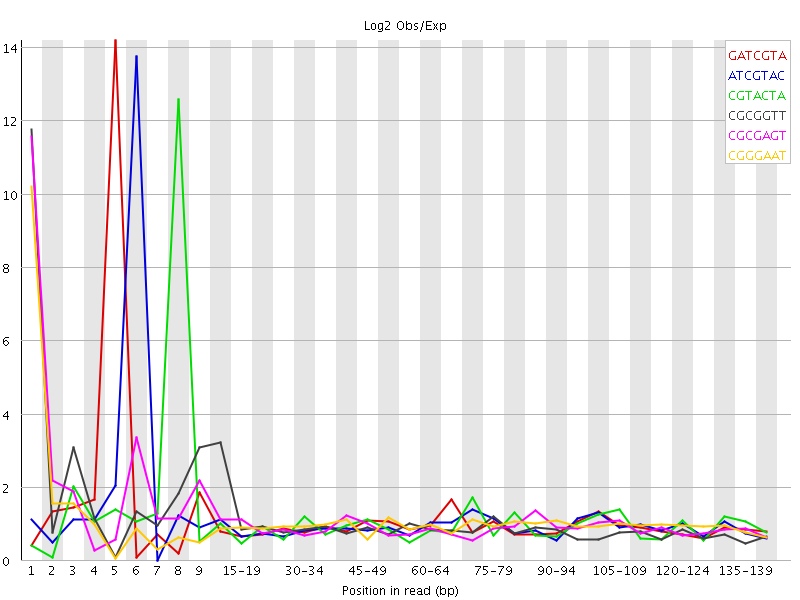 Log2 Obs/Exp
14
12
10
8
6
4
2
0
GATCGTA
ATCGTAC
CGTACTA
CGCGGTT
CGCGAGT
CGGGAAT
1 2 3 4 5 6 7 8 9 15-19 30-34 45-49 60-64 75-79 90-94 105-109 120-124 135-139
Position in read (bp)